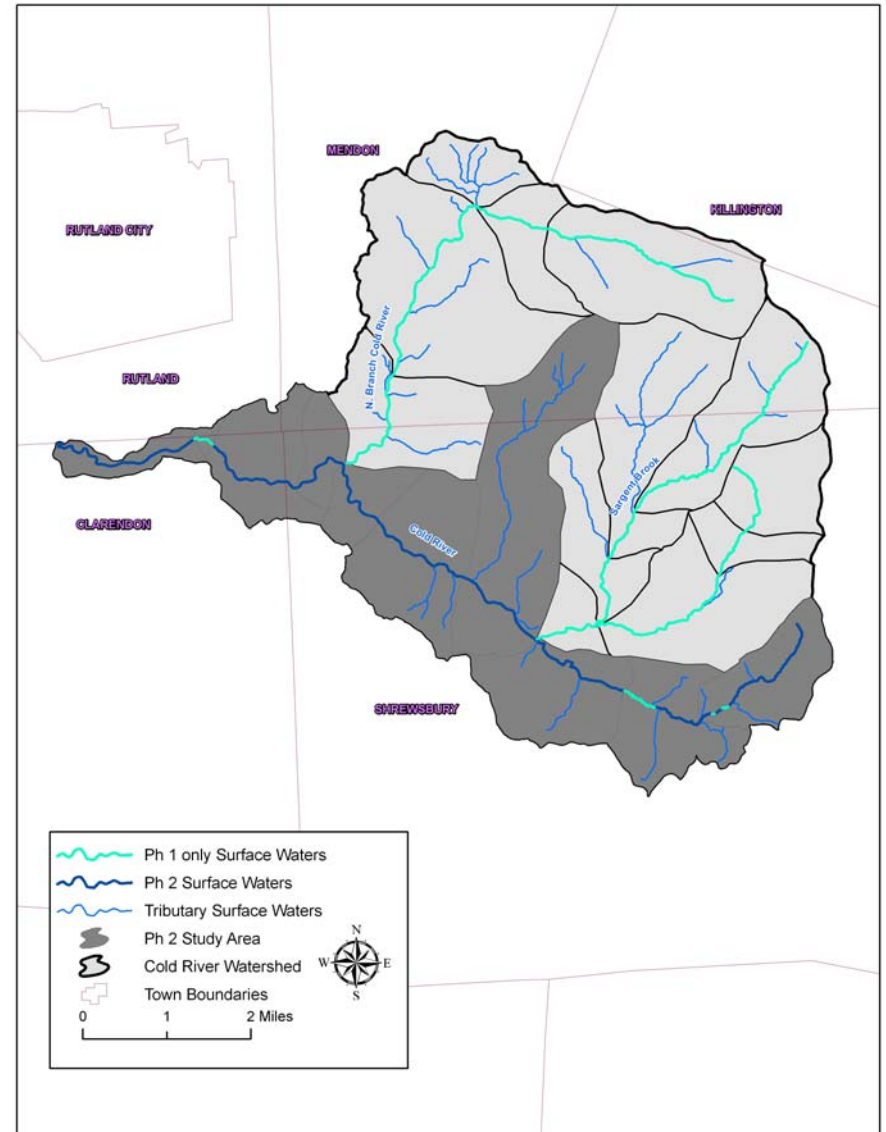 MENDON
KILLINGTON
RUTLAND CITY
N. Branch Cold River
RUTLAND
Sargent Brook
CLARENDON
Cold River
SHREWSBURY
Ph 1 only Surface Waters
Ph 2 Surface Waters
Tributary Surface Waters
Ph 2 Study Area
Cold River Watershed
Town Boundaries
N
W E
S
0 1 2 Miles